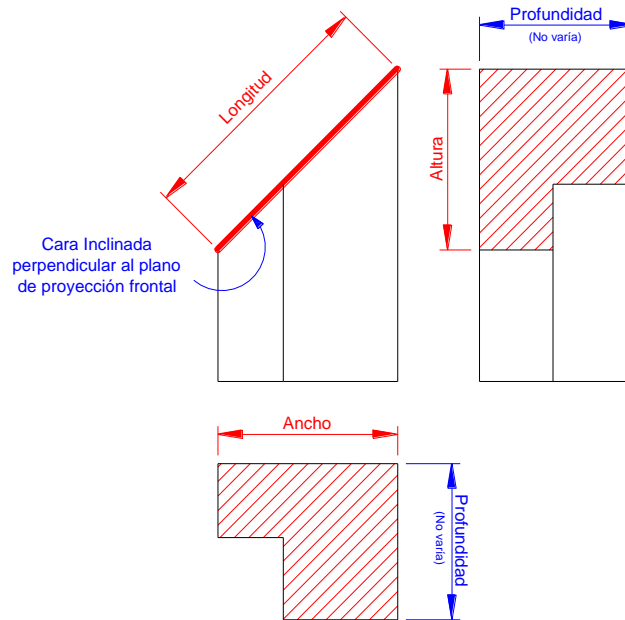 Profundidad
(No varía)
Longitud
Altura
Cara Inclinada
perpendicular al plano
de proyección frontal
Ancho
Profundidad
(No varía)